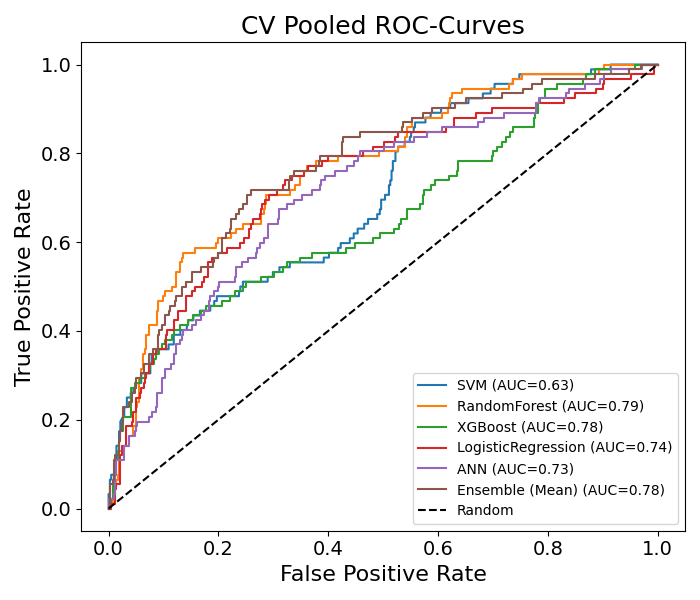 CV Pooled ROC-Curves
True Positive Rate
1.0
0.8
0.6
0.4
0.2
0.0
SVM (AUC=0.63)
RandomForest (AUC=0.79)
XGBoost (AUC=0.78)
LogisticRegression (AUC=0.74)
ANN (AUC=0.73)
Ensemble (Mean) (AUC=0.78)
Random
0.0 0.2 0.4 0.6 0.8 1.0
False Positive Rate